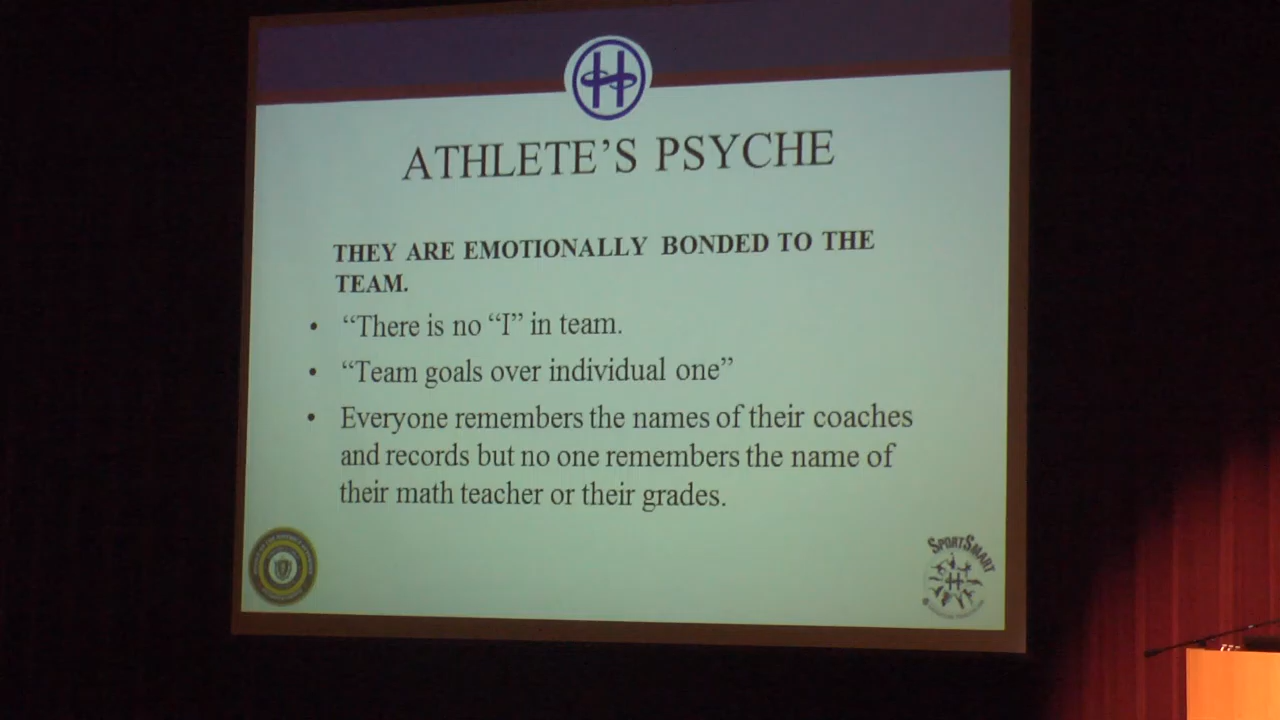 H
ATHLETE’S PSYCHE
THEY ARE EMOTIONALLY BONDED TO THE
TEAM.
• “There is no “I” in team.
• “Team goals over individual one”
• Everyone remembers the names of their coaches
and records but no one remembers the name of
their math teacher or their grades.
SPORTSMART
H